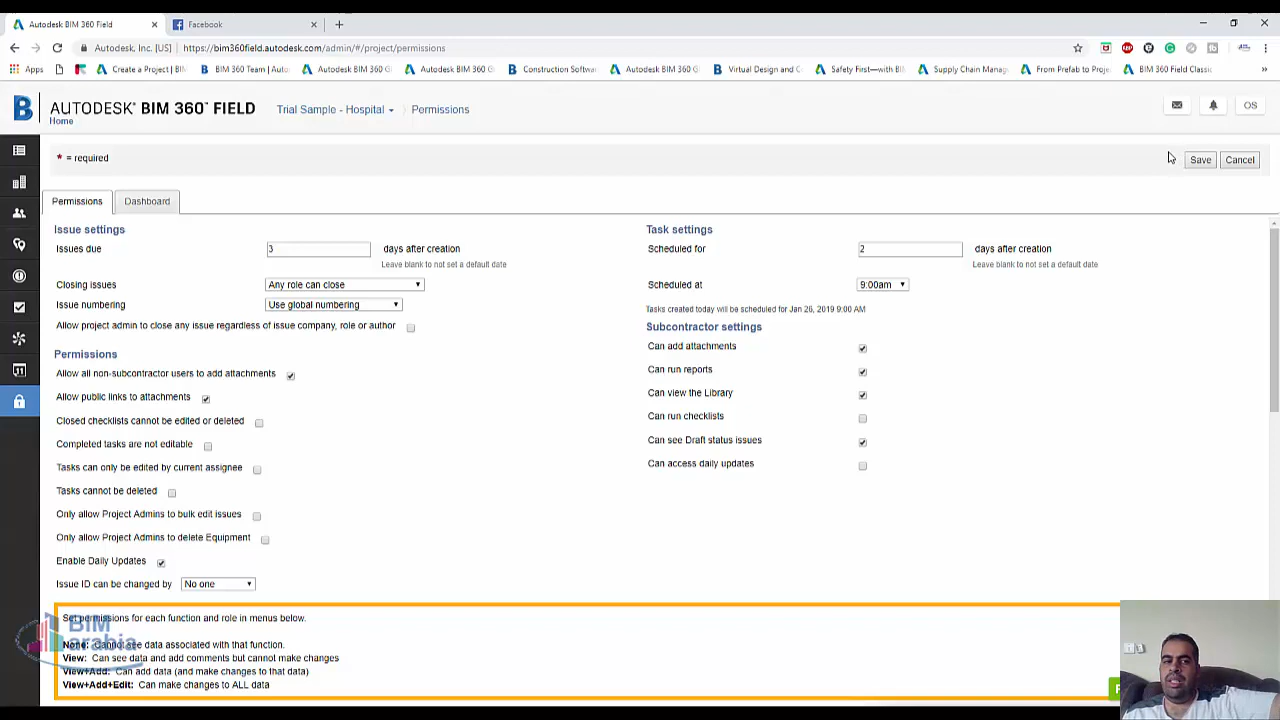 Autodesk BIM 360 Field
Facebook
Autodesk, Inc. [US] https://bim360field.autodesk.com/admin/#/project/permissions
Apps Create a Project | BIM BIM 360 Team | Auto Autodesk BIM 360 Gl Autodesk BIM 360 G Construction Softwa Autodesk BIM 360 G Virtual Design and C Safety First—with BI Supply Chain Manag From Prefab to Proje BIM 360 Field Classic »
B AUTODESK® BIM 360™ FIELD Trial Sample - Hospital Permissions OS
Home
* = required Save Cancel
Permissions Dashboard
Issue settings
Issues due 3 days after creation
Leave blank to not set a default date
Closing issues Any role can close
Issue numbering Use global numbering
Allow project admin to close any issue regardless of issue company, role or author
Permissions
Allow all non-subcontractor users to add attachments
Allow public links to attachments
Closed checklists cannot be edited or deleted
Completed tasks are not editable
Tasks can only be edited by current assignee
Tasks cannot be deleted
Only allow Project Admins to bulk edit issues
Only allow Project Admins to delete Equipment
Enable Daily Updates
Issue ID can be changed by No one
Task settings
Scheduled for 2 days after creation
Leave blank to not set a default date
Scheduled at 9:00am
Tasks created today will be scheduled for Jan 26, 2019 9:00 AM
Subcontractor settings
Can add attachments
Can run reports
Can view the Library
Can run checklists
Can see Draft status issues
Can access daily updates
Set permissions for each function and role in menus below.
None: Cannot see data associated with that function.
View: Can see data and add comments but cannot make changes
View+Add: Can add data (and make changes to that data)
View+Add+Edit: Can make changes to ALL data
BIM
arabia